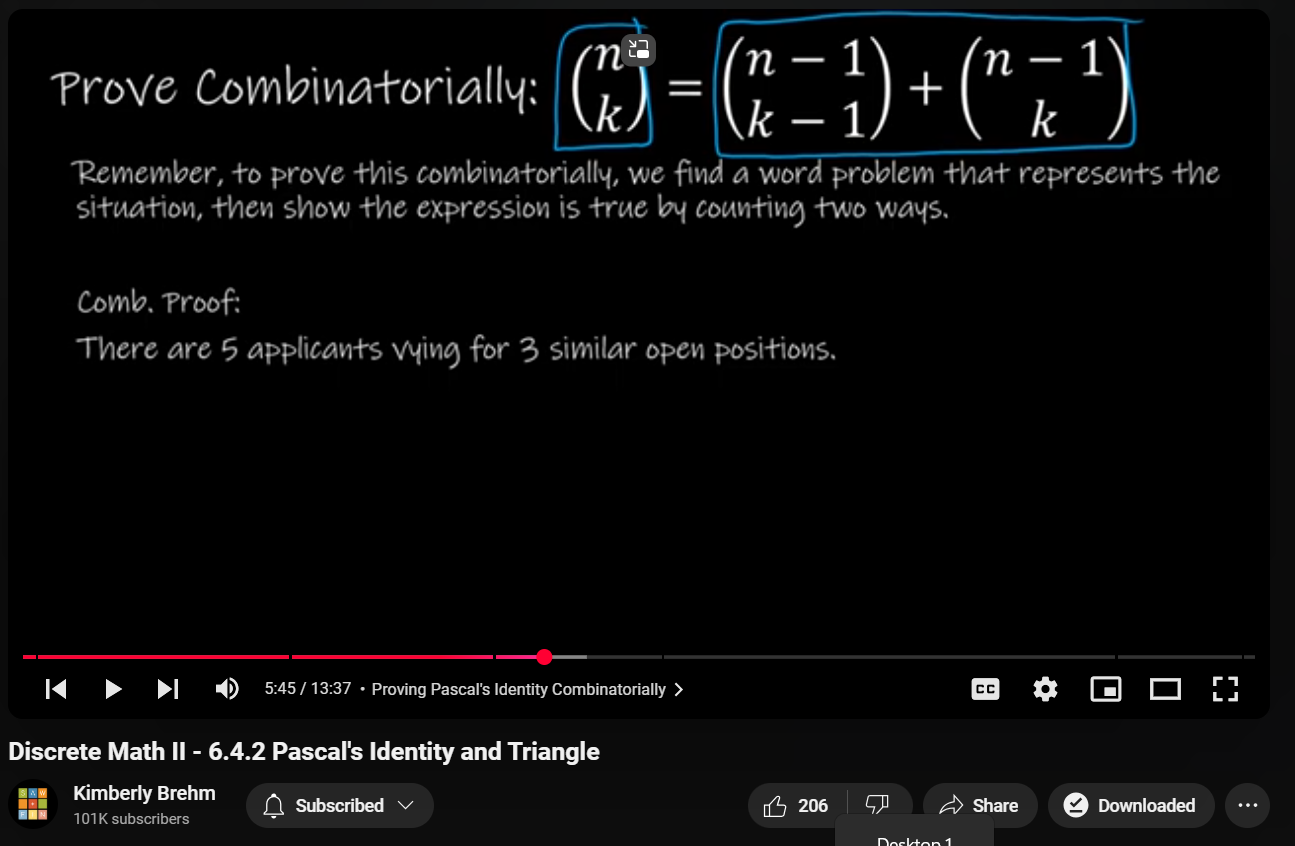 Prove Combinatorially: (n k) = (n − 1 k − 1) + (n − 1 k)
Remember, to prove this combinatorially, we find a word problem that represents the
situation, then show the expression is true by counting two ways.
Comb. Proof:
There are 5 applicants vying for 3 similar open positions.
5:45 / 13:37 • Proving Pascal's Identity Combinatorially
CC
Discrete Math II - 6.4.2 Pascal's Identity and Triangle
Kimberly Brehm
101K subscribers
Subscribed
206
Share
Downloaded
Desktop 1